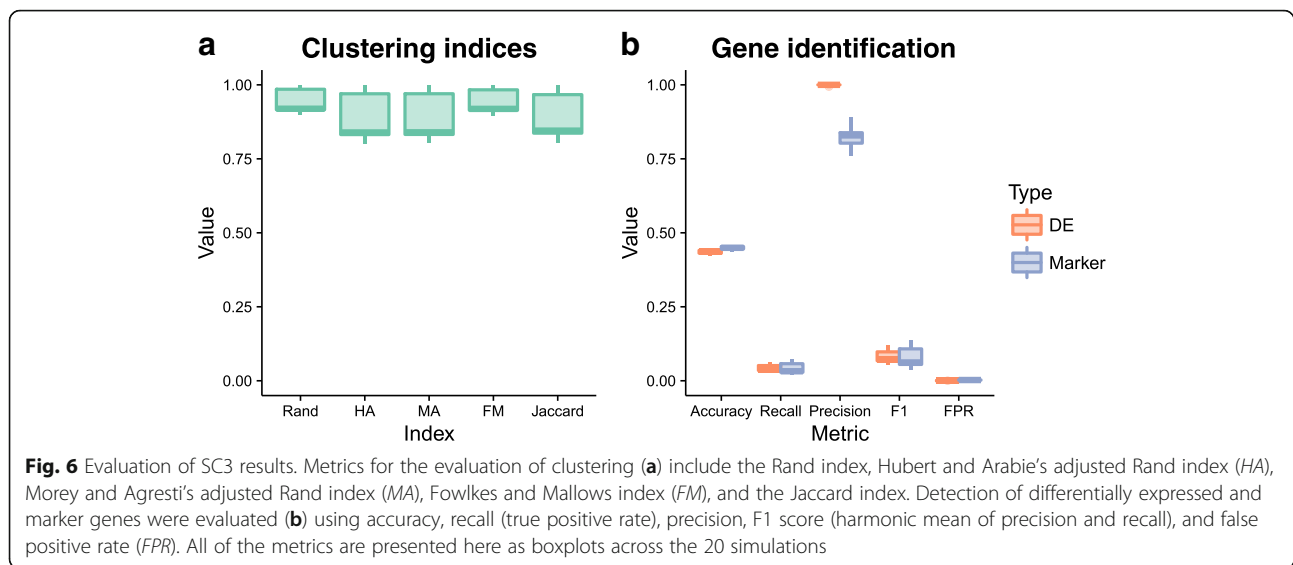 a Clustering indices
1.00
0.75
0.50
0.25
0.00
Value
Rand HA MA FM Jaccard
Index
b Gene identification
1.00
0.75
0.50
0.25
0.00
Value
Accuracy Recall Precision F1 FPR
Metric
Type
DE
Marker
Fig. 6 Evaluation of SC3 results. Metrics for the evaluation of clustering (a) include the Rand index, Hubert and Arabie’s adjusted Rand index (HA),
Morey and Agresti’s adjusted Rand index (MA), Fowlkes and Mallows index (FM), and the Jaccard index. Detection of differentially expressed and
marker genes were evaluated (b) using accuracy, recall (true positive rate), precision, F1 score (harmonic mean of precision and recall), and false
positive rate (FPR). All of the metrics are presented here as boxplots across the 20 simulations